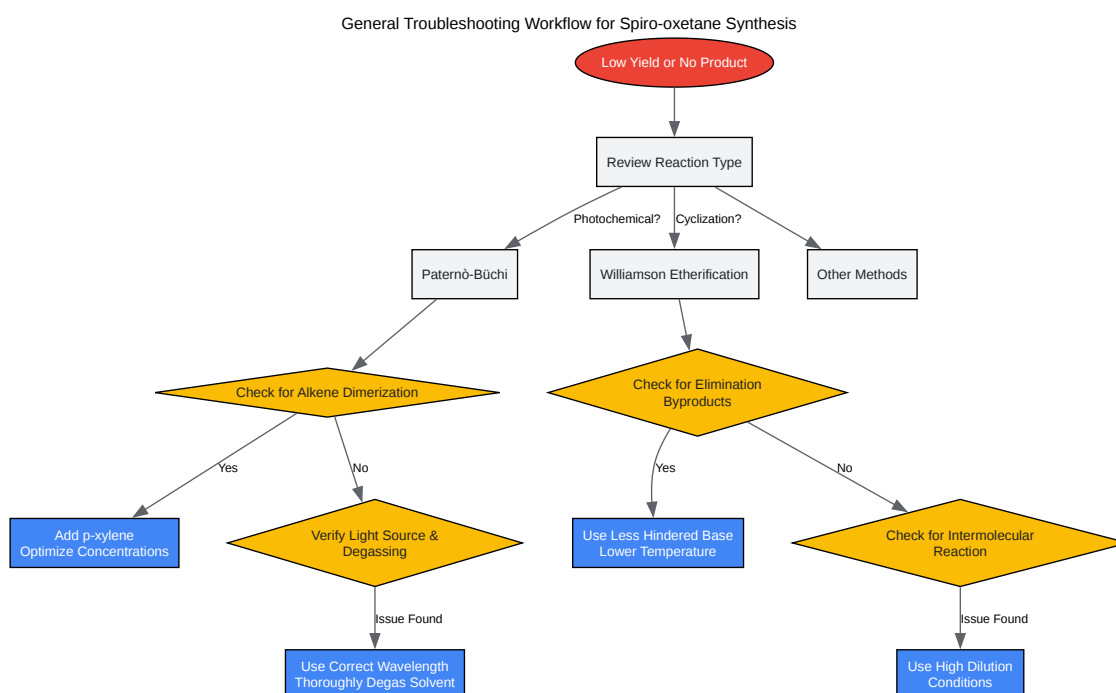 General Troubleshooting Workflow for Spiro-oxetane Synthesis
Low Yield or No Product
Review Reaction Type
Photochemical?
Cyclization?
Paternò-Büchi
Williamson Etherification
Other Methods
Check for Alkene Dimerization
Check for Elimination
Byproducts
Yes
No
Yes
No
Add p-xylene
Optimize Concentrations
Verify Light Source &
Degassing
Use Less Hindered Base
Lower Temperature
Check for Intermolecular
Reaction
Issue Found
Issue Found
Use Correct Wavelength
Thoroughly Degas Solvent
Use High Dilution
Conditions